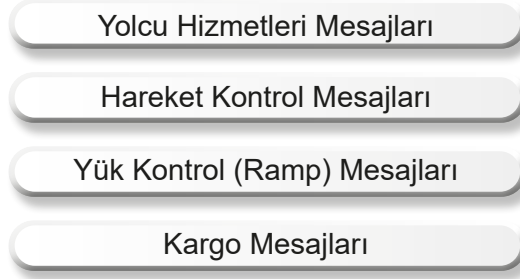 Yolcu Hizmetleri Mesajları
Hareket Kontrol Mesajları
Yük Kontrol (Ramp) Mesajları
Kargo Mesajları